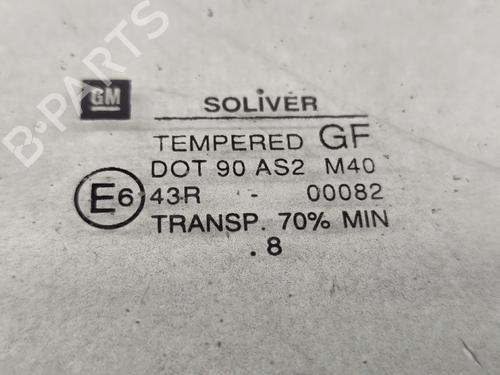 GM SOLIVER
TEMPERED GF
DOT 90 AS2 M40
E6 43R - 00082
TRANSP. 70% MIN
.8
B-PARTS